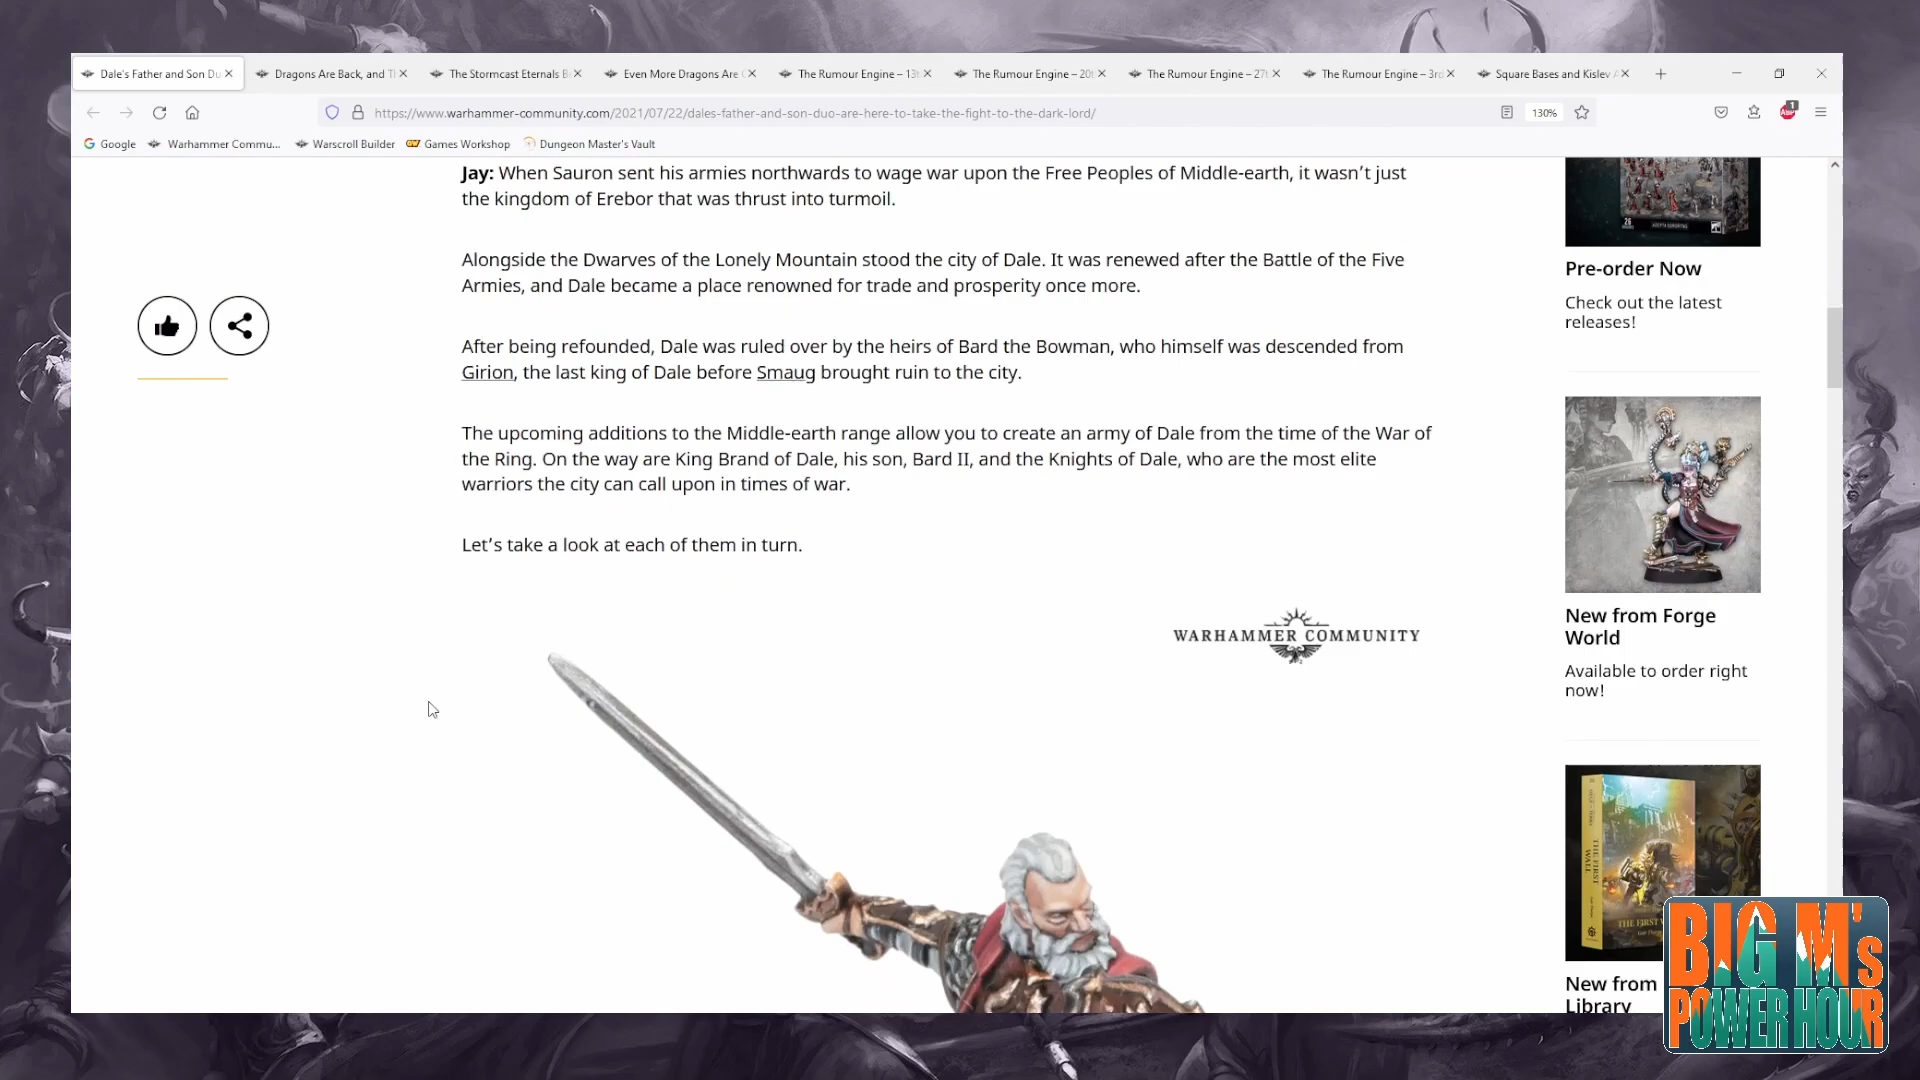 Dale's Father and Son Du
Dragons Are Back, and Th
The Stormcast Eternals B
Even More Dragons Are C
The Rumour Engine – 13t
The Rumour Engine – 20t
The Rumour Engine – 27t
The Rumour Engine – 3rd
Square Bases and Kislev A
https://www.warhammer-community.com/2021/07/22/dales-father-and-son-duo-are-here-to-take-the-fight-to-the-dark-lord/
130%
ABP
1
Google
Warhammer Commu...
Warscroll Builder
Games Workshop
Dungeon Master's Vault
Jay: When Sauron sent his armies northwards to wage war upon the Free Peoples of Middle-earth, it wasn’t just
the kingdom of Erebor that was thrust into turmoil.
Alongside the Dwarves of the Lonely Mountain stood the city of Dale. It was renewed after the Battle of the Five
Armies, and Dale became a place renowned for trade and prosperity once more.
After being refounded, Dale was ruled over by the heirs of Bard the Bowman, who himself was descended from
Girion, the last king of Dale before Smaug brought ruin to the city.
The upcoming additions to the Middle-earth range allow you to create an army of Dale from the time of the War of
the Ring. On the way are King Brand of Dale, his son, Bard II, and the Knights of Dale, who are the most elite
warriors the city can call upon in times of war.
Let’s take a look at each of them in turn.
WARHAMMER COMMUNITY
26
Pre-order Now
Check out the latest
releases!
New from Forge
World
Available to order right
now!
THE FIRST
WALL
THE FIRST W
New from
Library
BIG M's
POWER HOUR